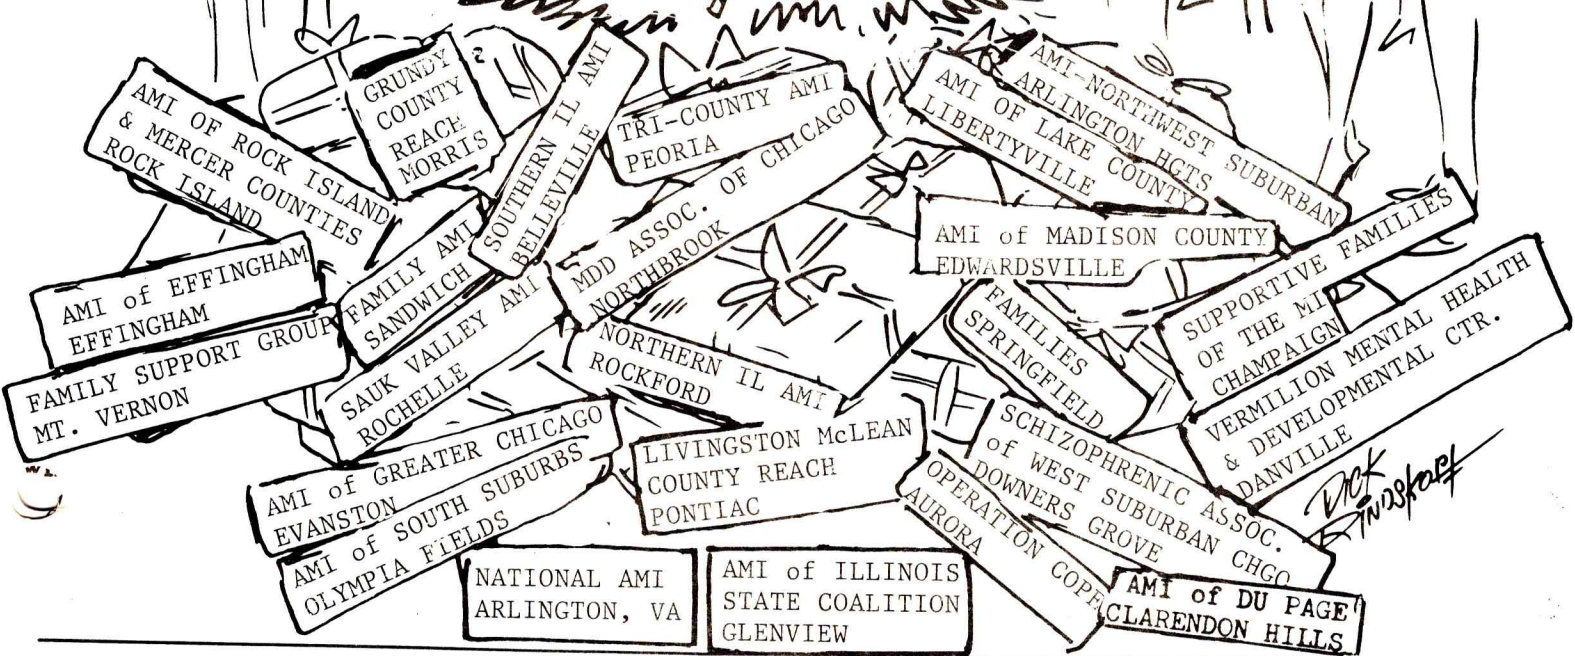 AMI OF ROCK ISLAND
& MERCER COUNTIES
ROCK ISLAND
GRUNDY
COUNTY
REACH
MORRIS
SOUTHERN IL AMI
BELLEVILLE
TRI-COUNTY AMI
PEORIA
MDD ASSOC. OF CHICAGO
NORTHBROOK
AMI OF LAKE COUNTY
LIBERTYVILLE
AMI-NORTHWEST SUBURBAN
ARLINGTON HGTS
AMI of MADISON COUNTY
EDWARDSVILLE
SUPPORTIVE FAMILIES
OF THE MI
CHAMPAIGN
AMI of EFFINGHAM
EFFINGHAM
FAMILY AMI
SANDWICH
FAMILY SUPPORT GROUP
MT. VERNON
SAUK VALLEY AMI
ROCHELLE
NORTHERN IL AMI
ROCKFORD
FAMILIES
SPRINGFIELD
VERMILION MENTAL HEALTH
& DEVELOPMENTAL CTR.
DANVILLE
AMI of GREATER CHICAGO
EVANSTON
LIVINGSTON McLEAN
COUNTY REACH
PONTIAC
SCHIZOPHRENIC ASSOC.
of WEST SUBURBAN CHGO
DOWNERS GROVE
AMI of SOUTH SUBURBS
OLYMPIA FIELDS
OPERATION COPE
AURORA
NATIONAL AMI
ARLINGTON, VA
AMI of ILLINOIS
STATE COALITION
GLENVIEW
AMI of DU PAGE
CLARENDON HILLS
DICK